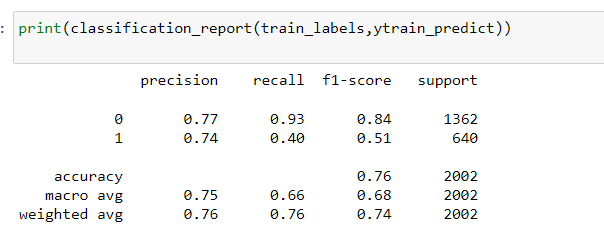 : print(classification_report(train_labels,ytrain_predict))
precision recall f1-score support
0 0.77 0.93 0.84 1362
1 0.74 0.40 0.51 640
accuracy 0.76 2002
macro avg 0.75 0.66 0.68 2002
weighted avg 0.76 0.76 0.74 2002